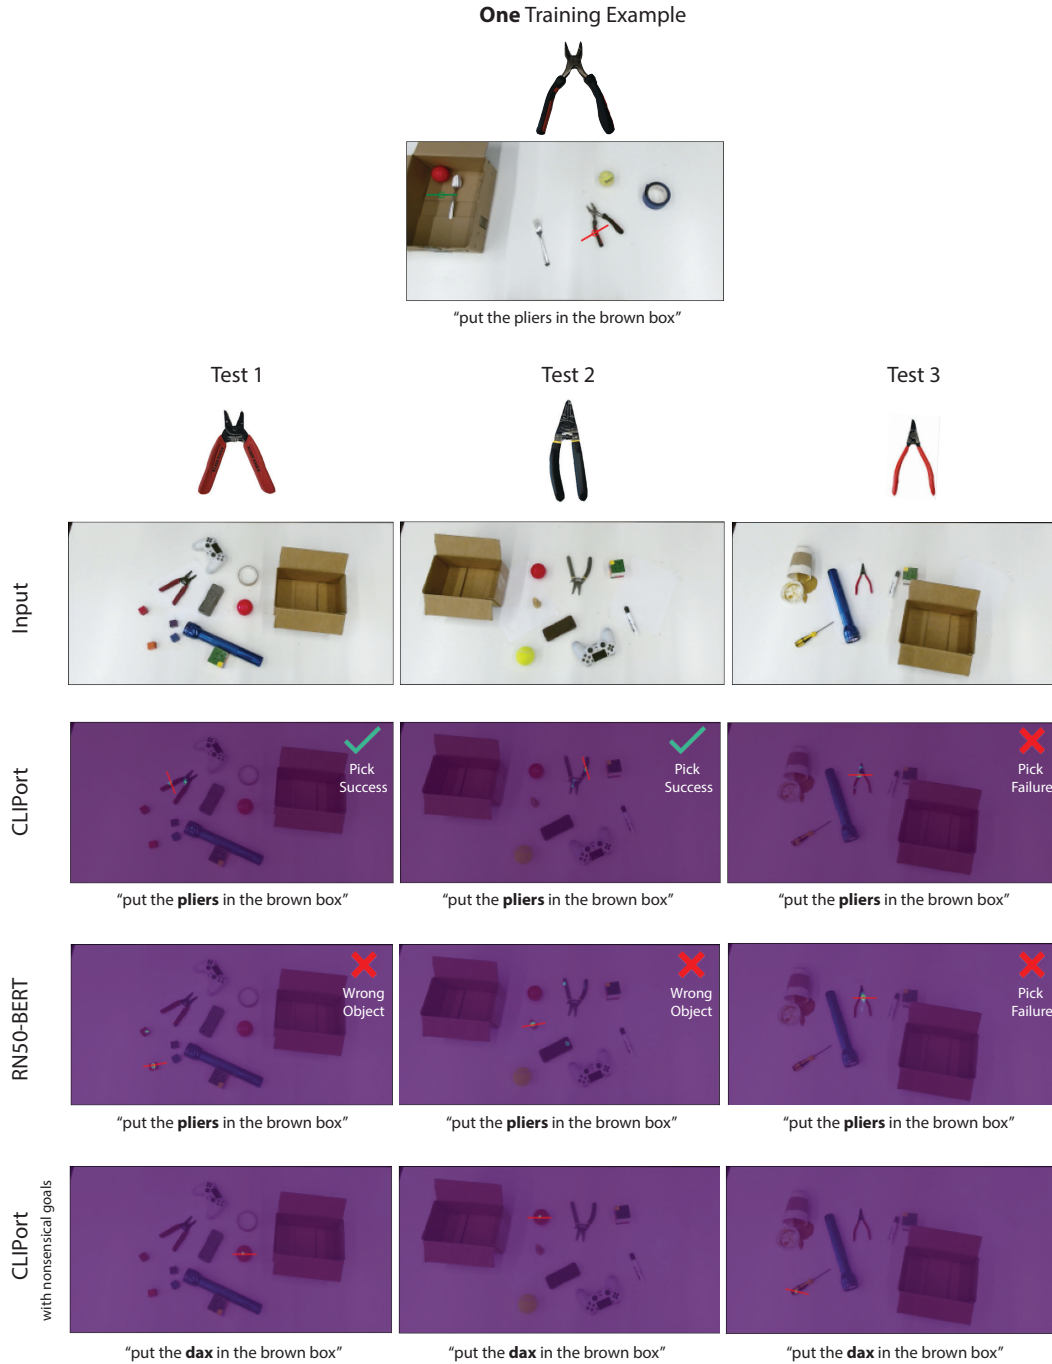 One Training Example
"put the pliers in the brown box"
Test 1
Test 2
Test 3
Input
CLIPort
Pick
Success
Pick
Success
Pick
Failure
"put the pliers in the brown box"
"put the pliers in the brown box"
"put the pliers in the brown box"
RN50-BERT
Wrong
Object
Wrong
Object
Pick
Failure
"put the pliers in the brown box"
"put the pliers in the brown box"
"put the pliers in the brown box"
CLIPort
with nonsensical goals
"put the dax in the brown box"
"put the dax in the brown box"
"put the dax in the brown box"